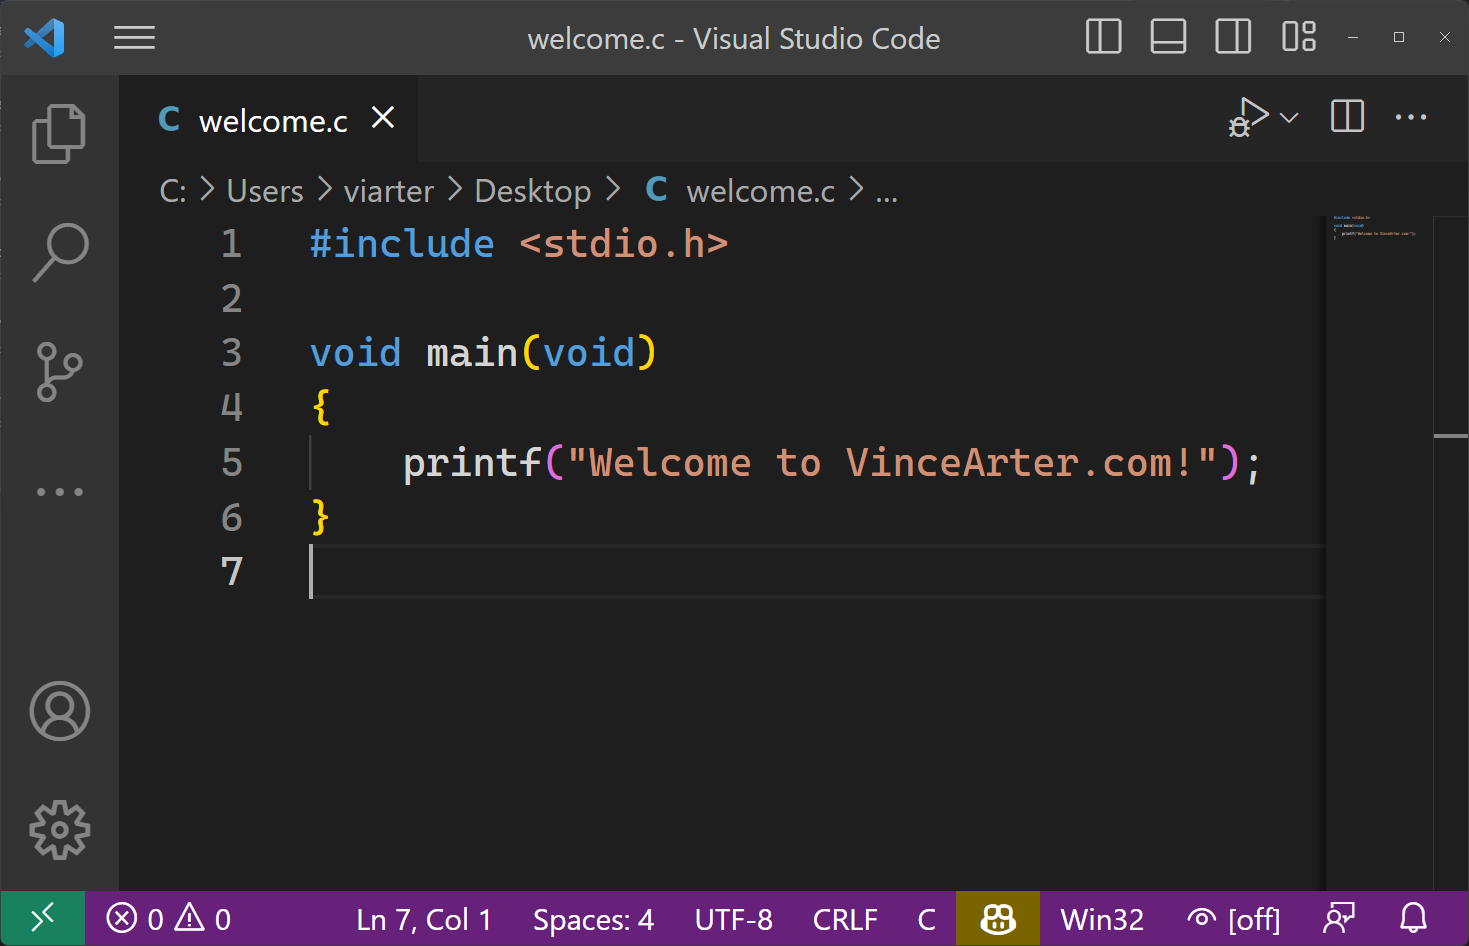 welcome.c - Visual Studio Code
C welcome.c
C: > Users > viarter > Desktop > C welcome.c > ...
1 #include <stdio.h>
2
3 void main(void)
4 {
5     printf("Welcome to VinceArter.com!");
6 }
7
0 0 Ln 7, Col 1 Spaces: 4 UTF-8 CRLF C Win32 [off]